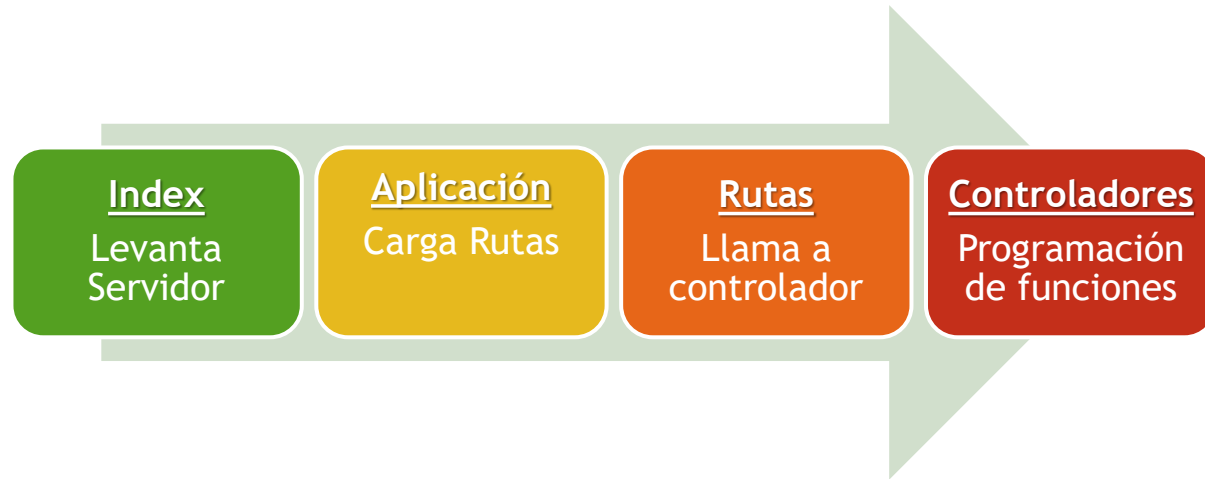 Index
Levanta
Servidor
Aplicación
Carga Rutas
Rutas
Llama a
controlador
Controladores
Programación
de funciones